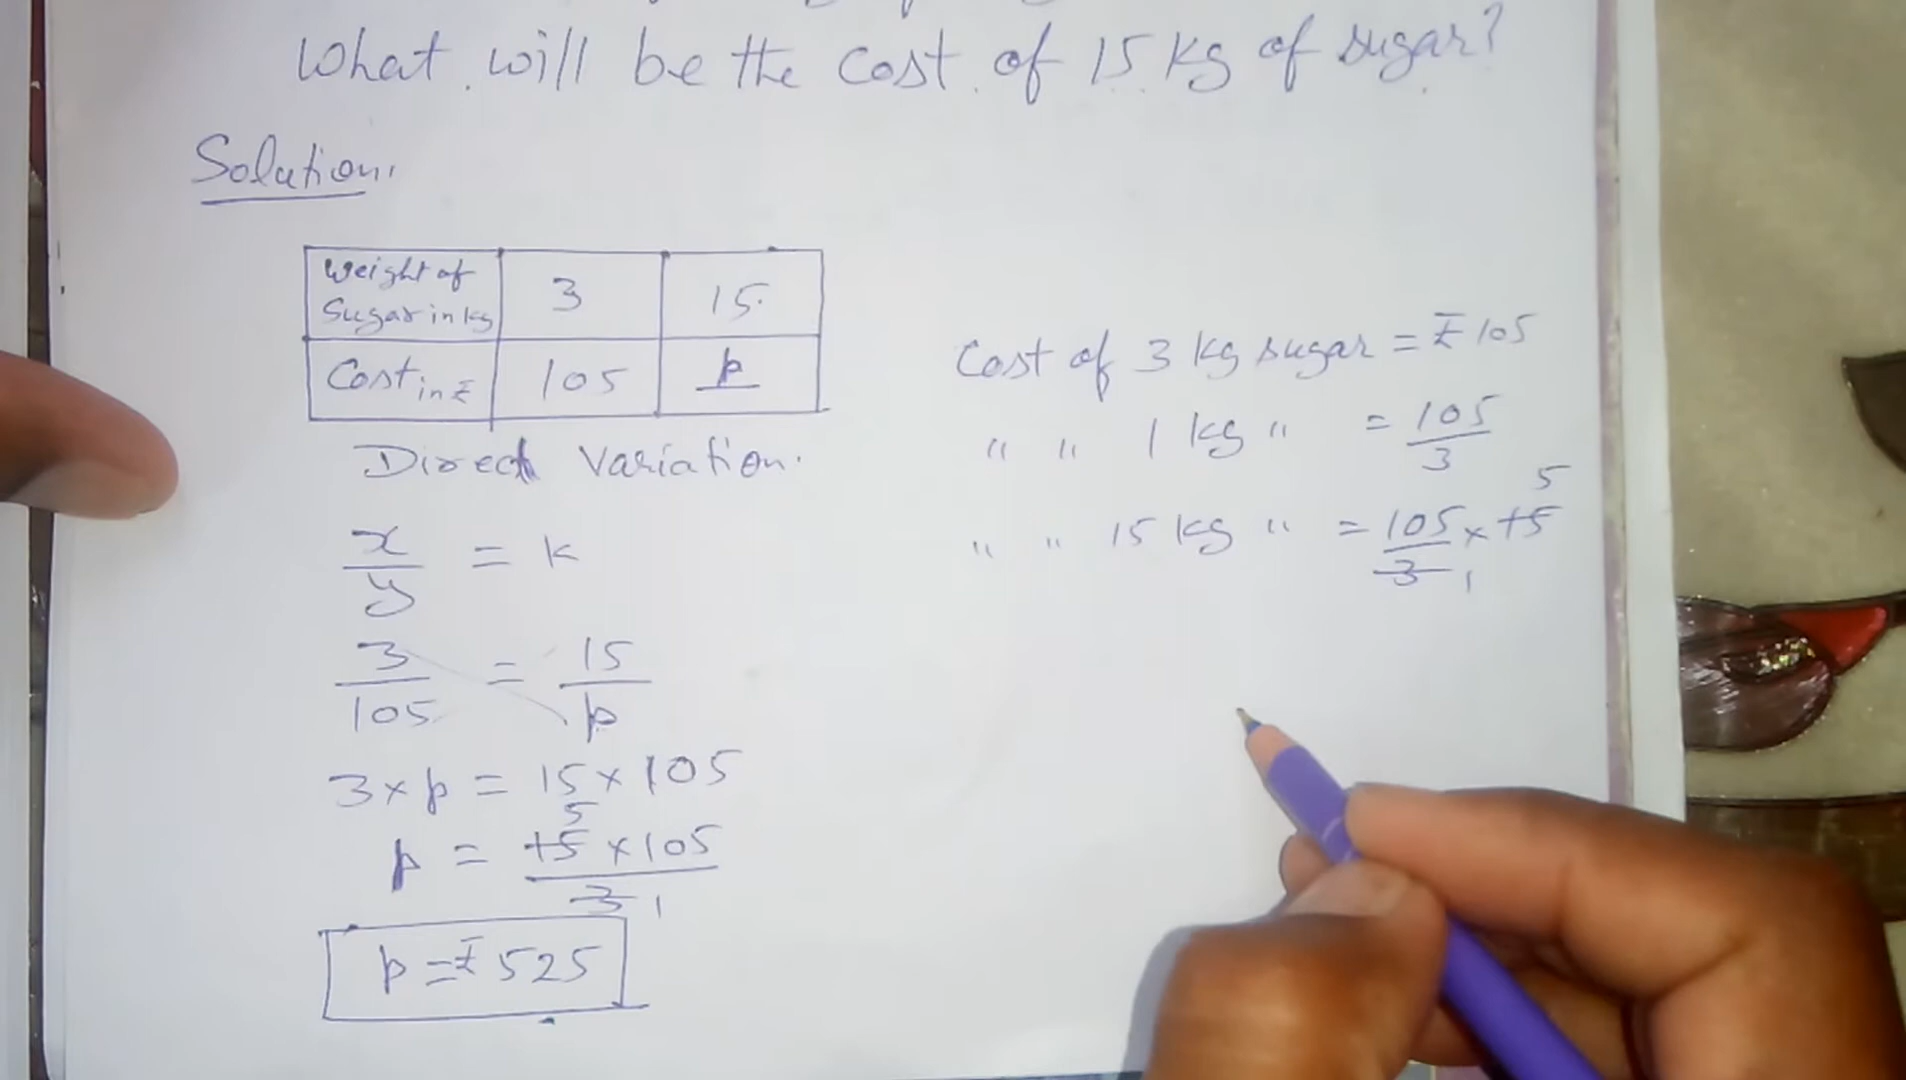 What will be the Cost of 15 Kg of sugar?
Solution.
Weight of Sugar in kg 3 15
Cost in ₹ 105 p
Direct Variation.
x/y = k
3/105 = 15/p
3 × p = 15 × 105
5
p = 15 × 105 / 3 1
p = ₹ 525
Cost of 3 kg sugar = ₹ 105
" " 1 kg " = 105/3
5
" " 15 kg " = 105/3 × 15
1